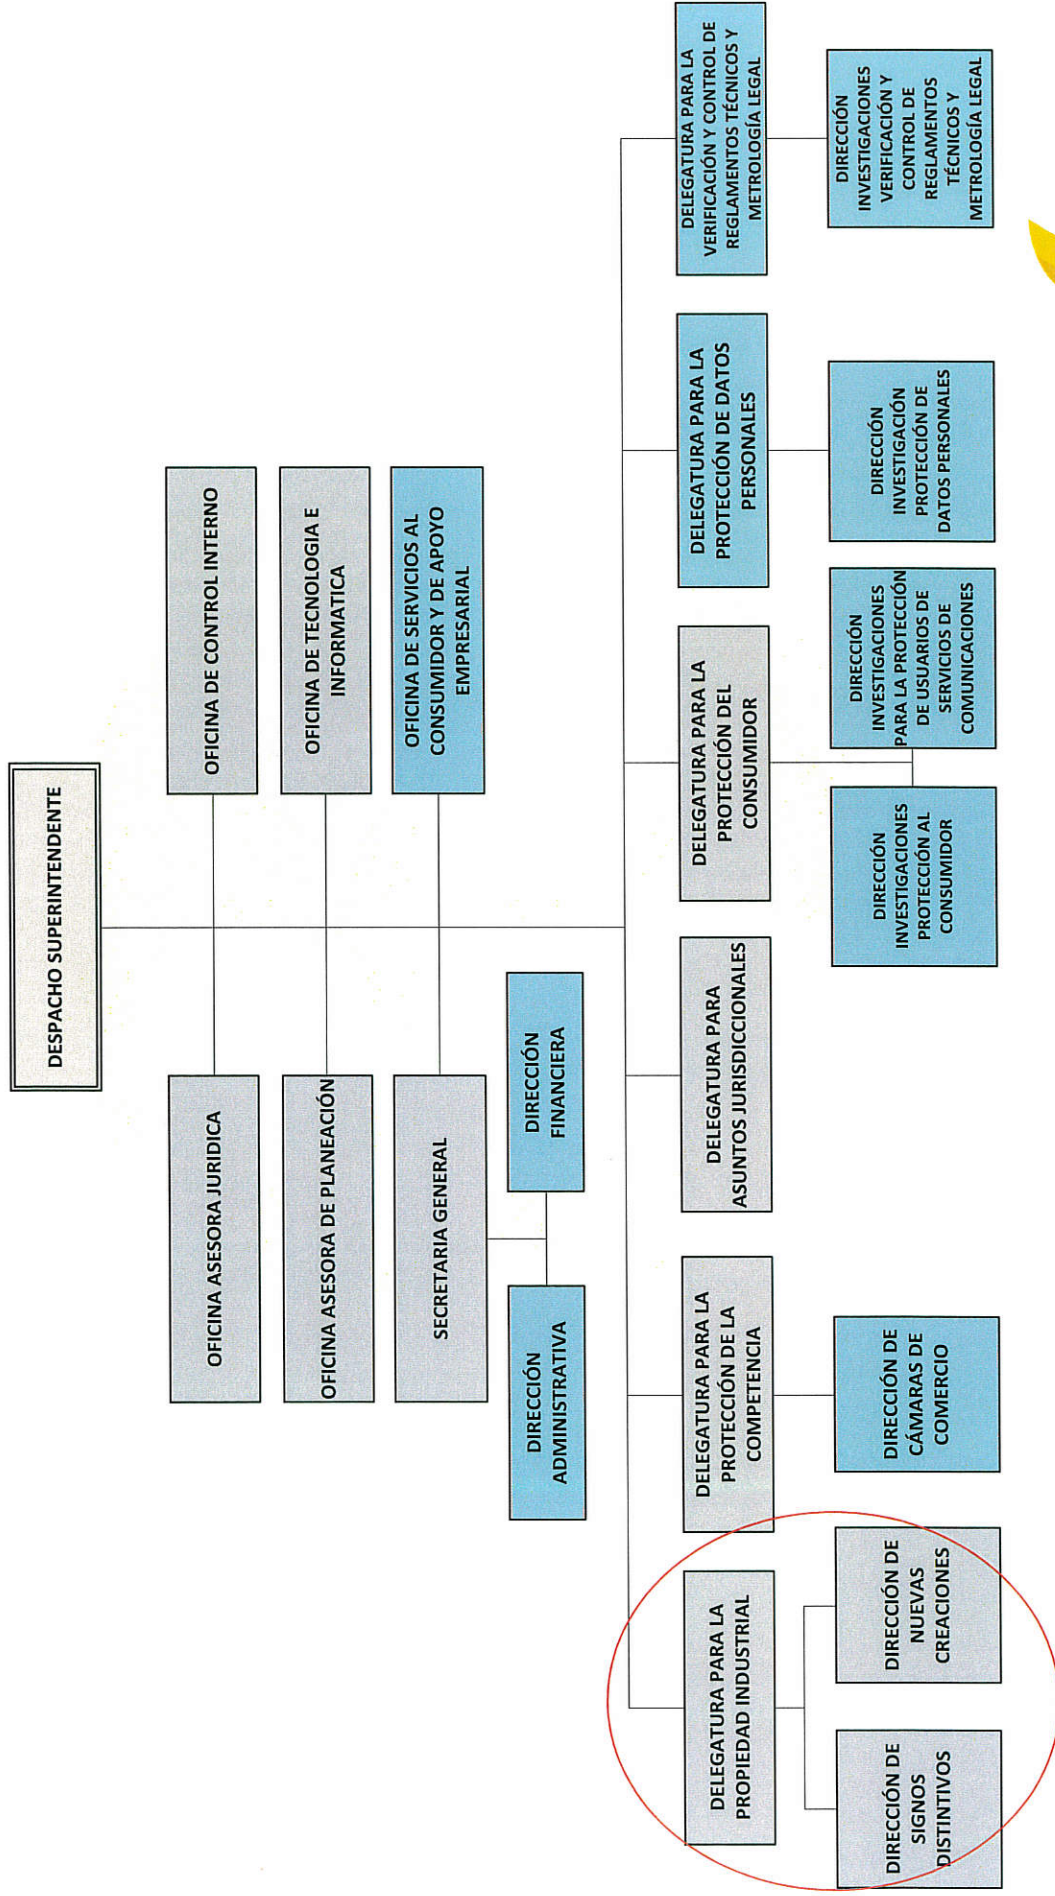 DESPACHO SUPERINTENDENTE
OFICINA ASESORA JURIDICA
OFICINA DE CONTROL INTERNO
OFICINA ASESORA DE PLANEACIÓN
OFICINA DE TECNOLOGIA E
INFORMATICA
SECRETARIA GENERAL
OFICINA DE SERVICIOS AL
CONSUMIDOR Y DE APOYO
EMPRESARIAL
DIRECCIÓN
ADMINISTRATIVA
DIRECCIÓN
FINANCIERA
DELEGATURA PARA LA
PROPIEDAD INDUSTRIAL
DELEGATURA PARA LA
PROTECCIÓN DE LA
COMPETENCIA
DELEGATURA PARA
ASUNTOS JURISDICCIONALES
DELEGATURA PARA LA
PROTECCIÓN DEL
CONSUMIDOR
DELEGATURA PARA LA
PROTECCIÓN DE DATOS
PERSONALES
DELEGATURA PARA LA
VERIFICACIÓN Y CONTROL DE
REGLAMENTOS TÉCNICOS Y
METROLOGÍA LEGAL
DIRECCIÓN DE
SIGNOS
DISTINTIVOS
DIRECCIÓN DE
NUEVAS
CREACIONES
DIRECCIÓN DE
CÁMARAS DE
COMERCIO
DIRECCIÓN
INVESTIGACIONES
PROTECCIÓN AL
CONSUMIDOR
DIRECCIÓN
INVESTIGACIONES
PARA LA PROTECCIÓN
DE USUARIOS DE
SERVICIOS DE
COMUNICACIONES
DIRECCIÓN
INVESTIGACIÓN
PROTECCIÓN DE
DATOS PERSONALES
DIRECCIÓN
INVESTIGACIONES
VERIFICACIÓN Y
CONTROL DE
REGLAMENTOS
TÉCNICOS Y
METROLOGÍA LEGAL